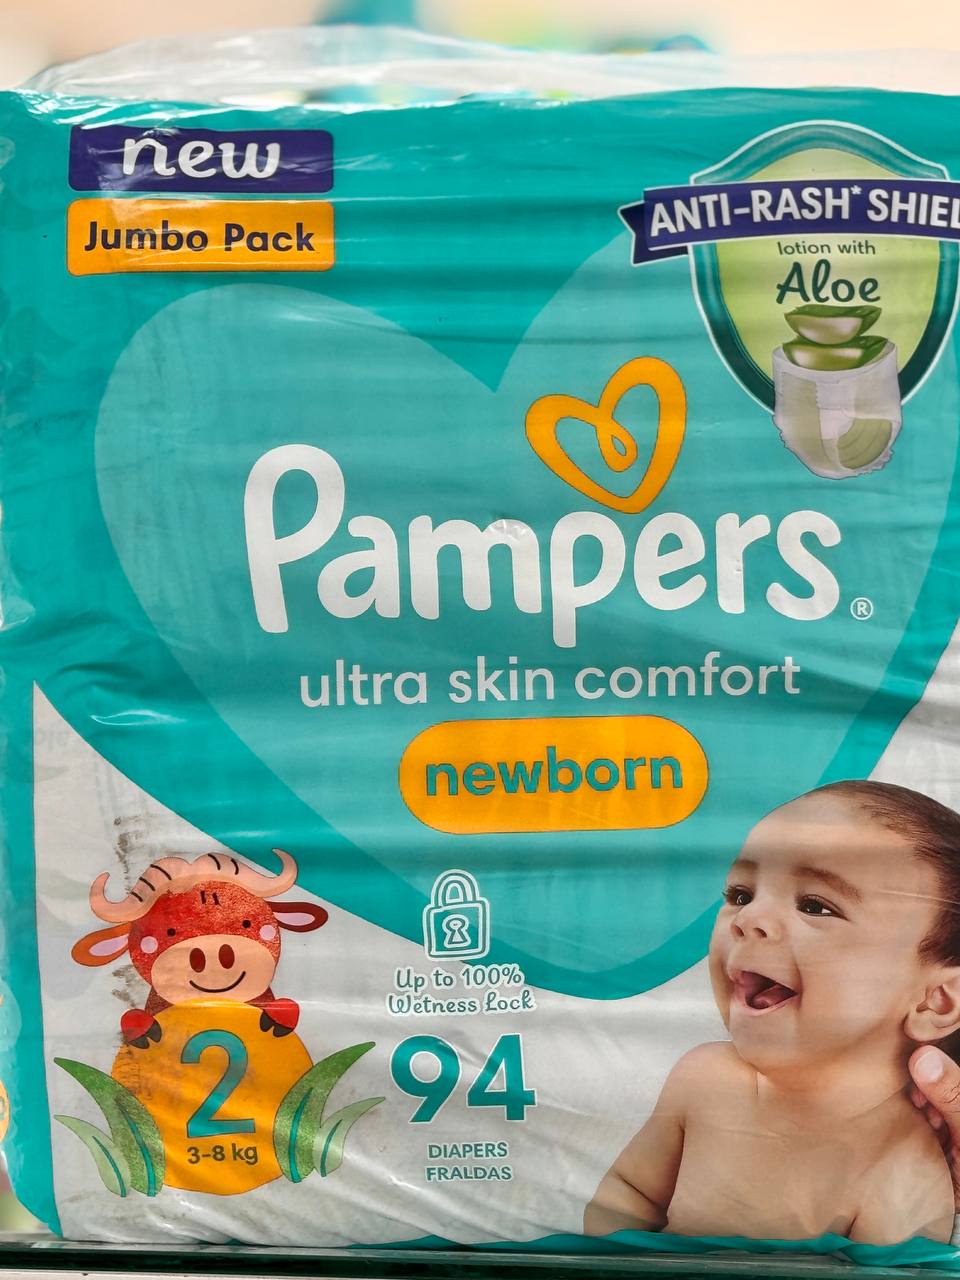 new
Jumbo Pack
ANTI-RASH* SHIEL
lotion with
Aloe
Pampers®
ultra skin comfort
newborn
Up to 100%
Wetness Lock
2
3-8 kg
94
DIAPERS
FRALDAS